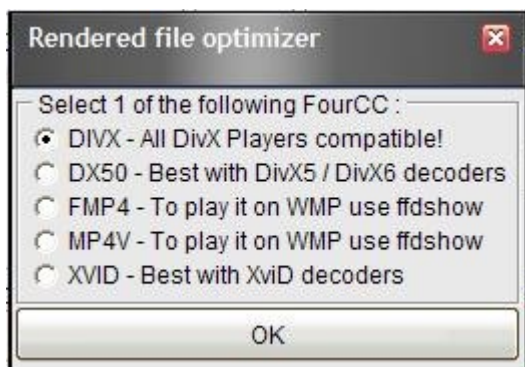 Rendered file optimizer
Select 1 of the following FourCC :
DIVX - All DivX Players compatible!
DX50 - Best with DivX5 / DivX6 decoders
FMP4 - To play it on WMP use ffdshow
MP4V - To play it on WMP use ffdshow
XVID - Best with XviD decoders
OK